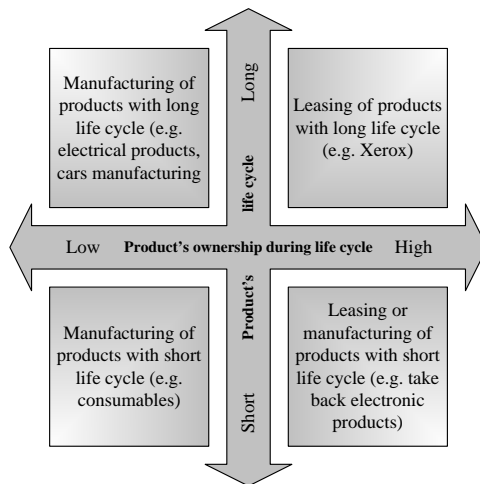 Manufacturing of
products with long
life cycle (e.g.
electrical products,
cars manufacturing
Long
Leasing of products
with long life cycle
(e.g. Xerox)
life cycle
Low
Product's ownership during life cycle
High
Product's
Manufacturing of
products with short
life cycle (e.g.
consumables)
Short
Leasing or
manufacturing of
products with short
life cycle (e.g. take
back electronic
products)